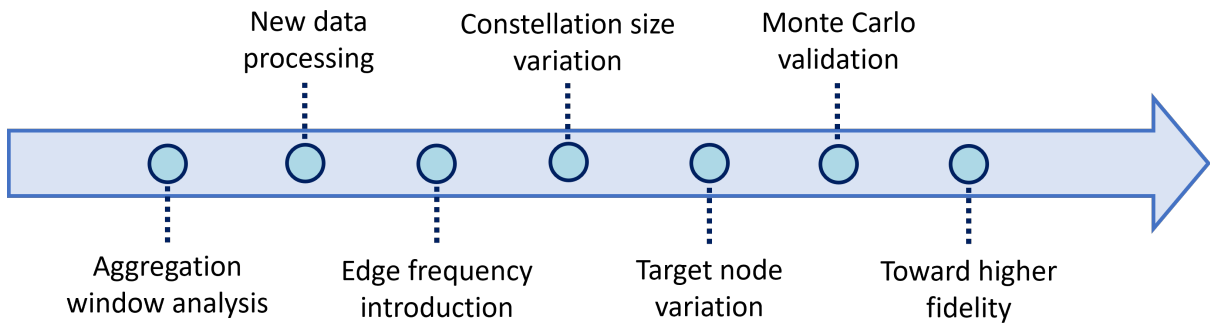 New data
processing
Constellation size
variation
Monte Carlo
validation
Aggregation
window analysis
Edge frequency
introduction
Target node
variation
Toward higher
fidelity